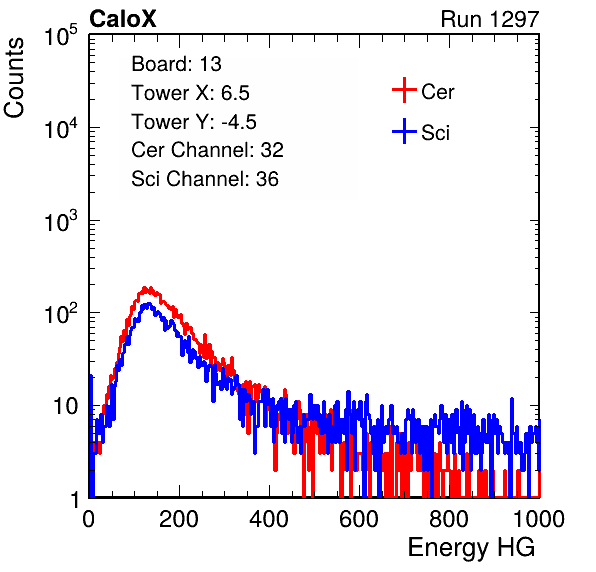 CaloX Run 1297
Counts
10^5
10^4
10^3
10^2
10
1
Board: 13
Tower X: 6.5
Tower Y: -4.5
Cer Channel: 32
Sci Channel: 36
Cer
Sci
0 200 400 600 800 1000
Energy HG